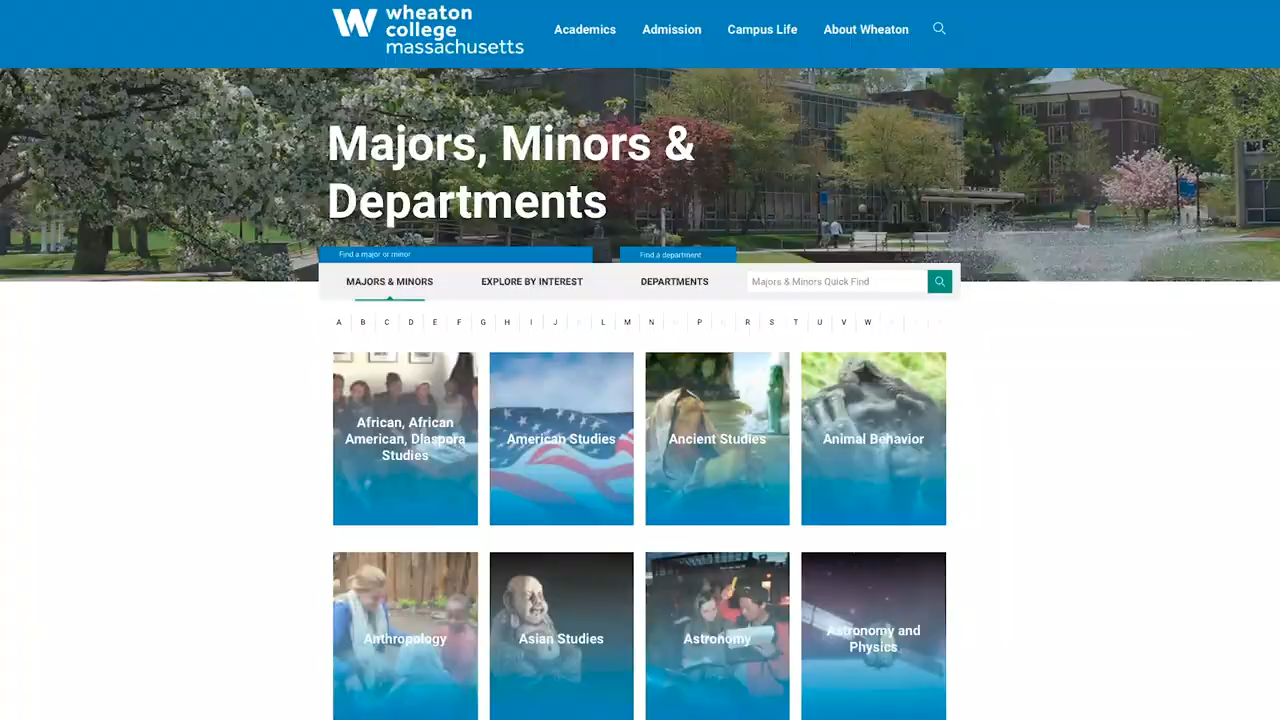 wheaton
college
massachusetts
Academics
Admission
Campus Life
About Wheaton
Majors, Minors &
Departments
Find a major or minor
Find a department
MAJORS & MINORS
EXPLORE BY INTEREST
DEPARTMENTS
Majors & Minors Quick Find
A B C D E F G H I J L M N P R S T U V W
African, African
American, Diaspora
Studies
American Studies
Ancient Studies
Animal Behavior
Anthropology
Asian Studies
Astronomy
Astronomy and
Physics